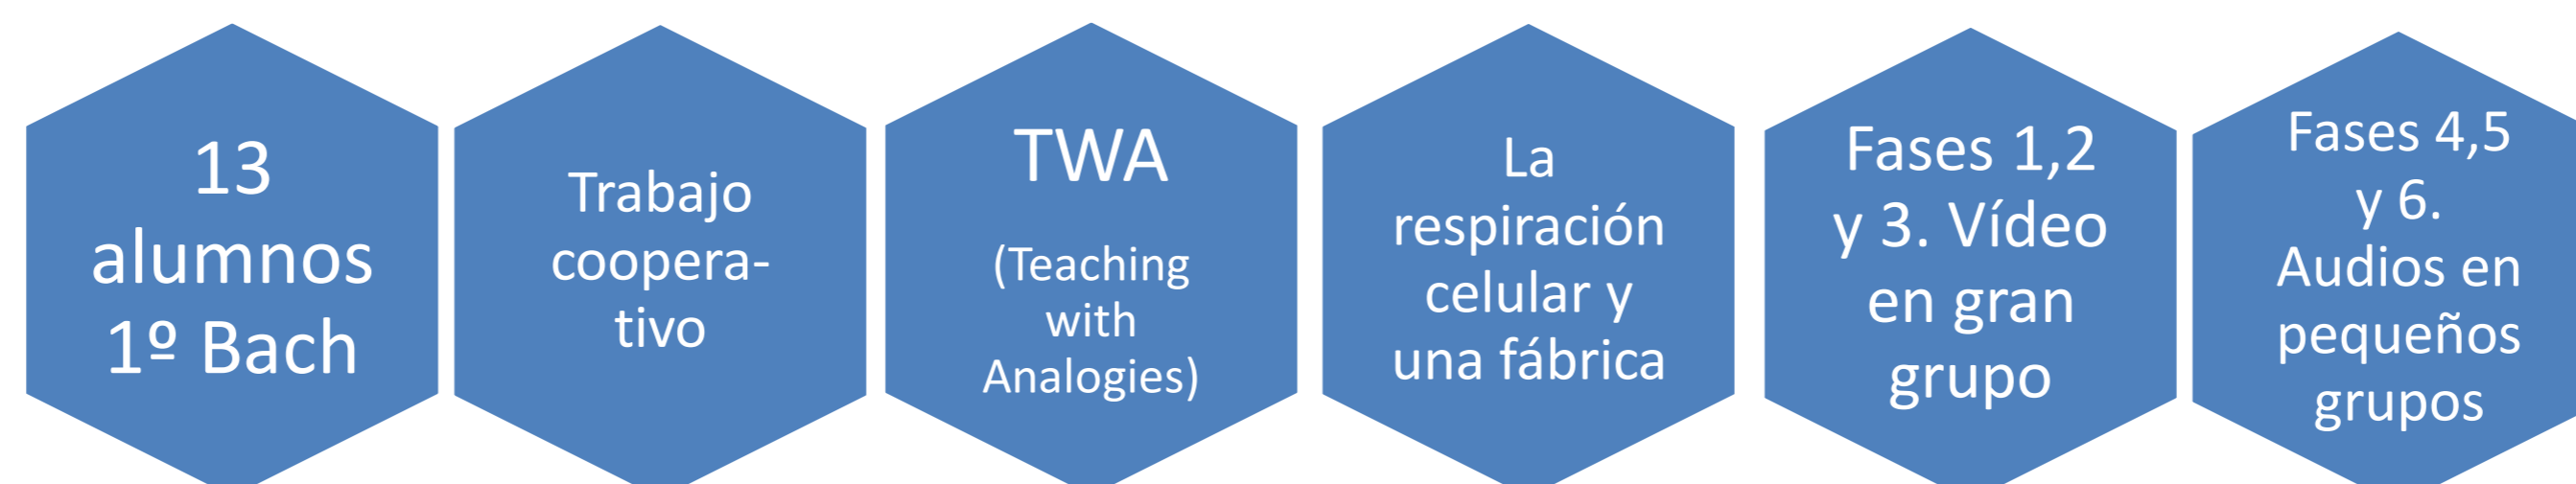 13
alumnos
1º Bach
Trabajo
coopera-
tivo
TWA
(Teaching
with
Analogies)
La
respiración
celular y
una fábrica
Fases 1,2
y 3. Vídeo
en gran
grupo
Fases 4,5
y 6.
Audios en
pequeños
grupos